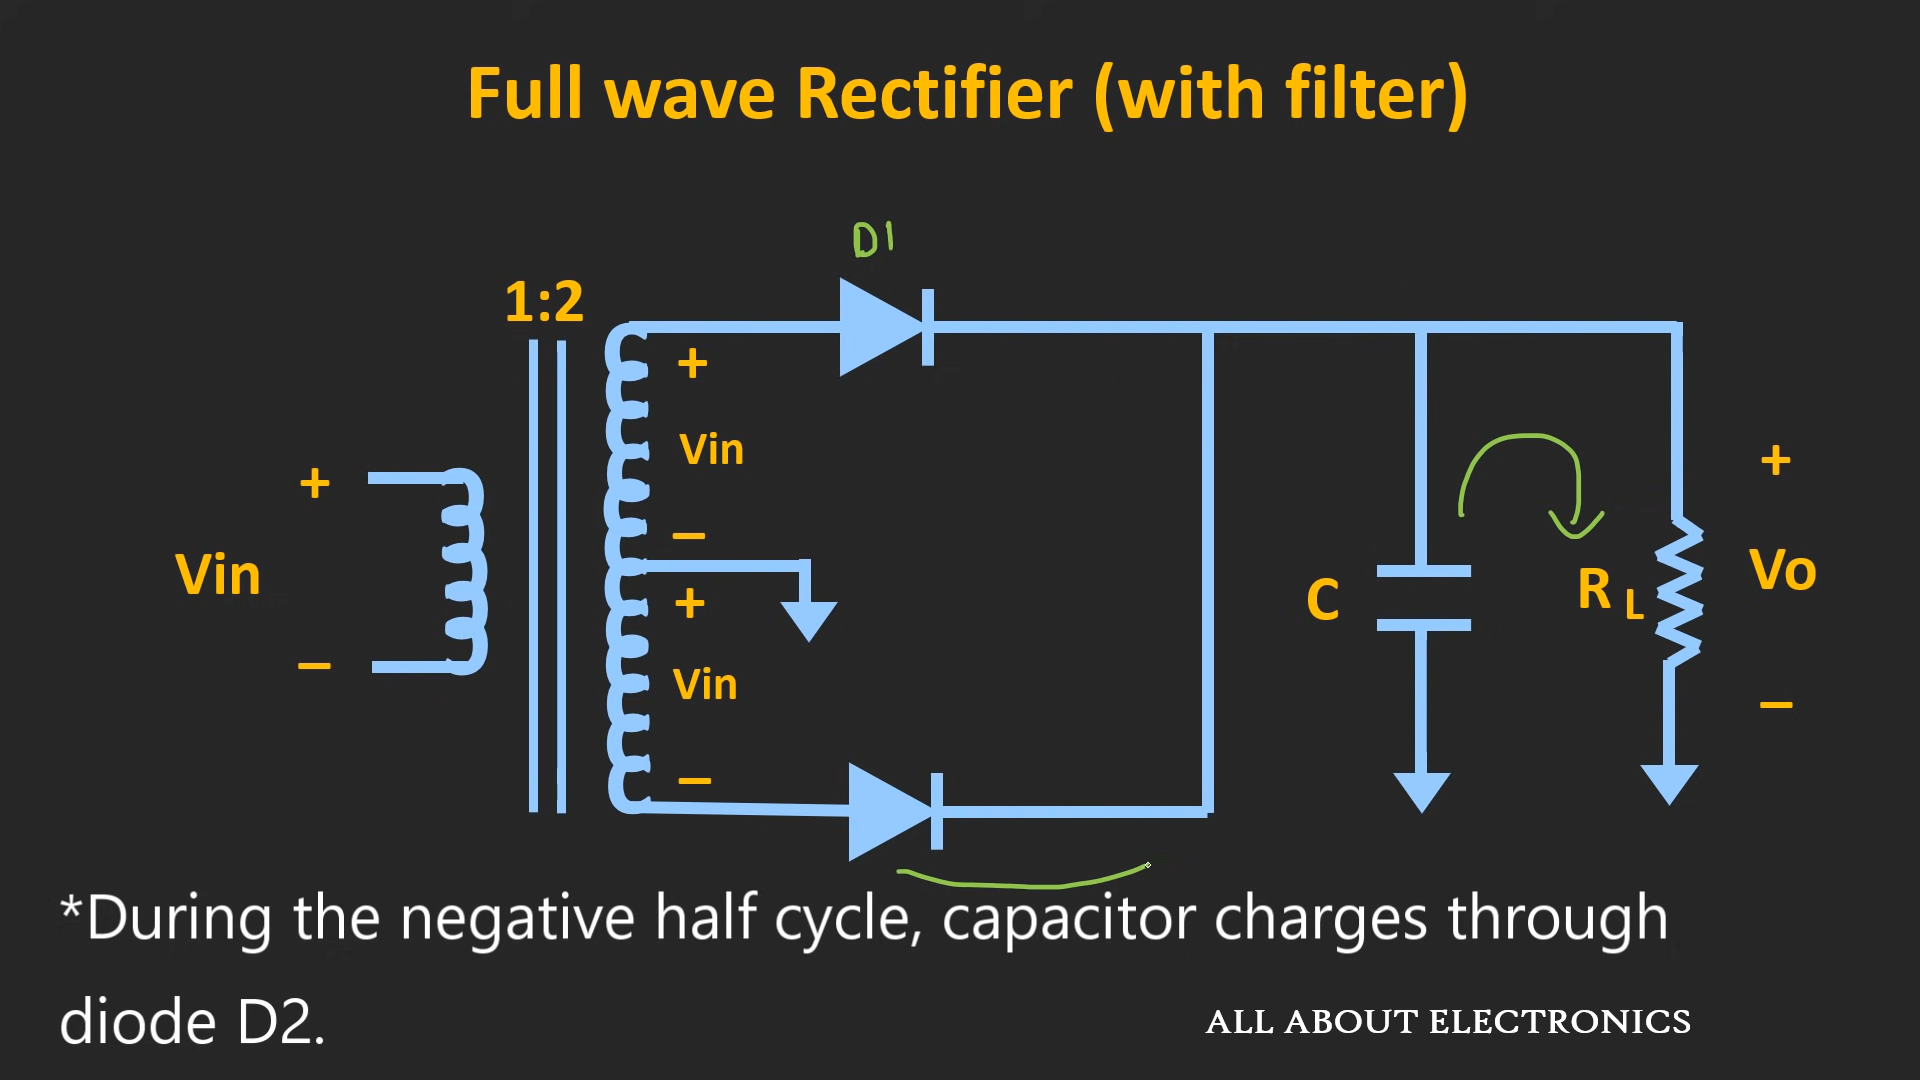 Full wave Rectifier (with filter)
D1
1:2
+
+
Vin
+
Vin
−
+
Vin
−
Vin
−
C
R L
+
Vo
−
*During the negative half cycle, capacitor charges through
diode D2.
ALL ABOUT ELECTRONICS